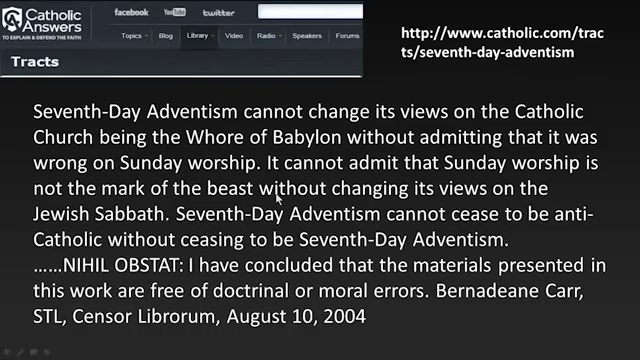 Catholic
Answers
TO EXPLAIN & DEFEND THE FAITH
facebook
YouTube
twitter
Topics
Blog
Library
Video
Radio
Speakers
Forums
Tracts
http://www.catholic.com/trac
ts/seventh-day-adventism
Seventh-Day Adventism cannot change its views on the Catholic
Church being the Whore of Babylon without admitting that it was
wrong on Sunday worship. It cannot admit that Sunday worship is
not the mark of the beast without changing its views on the
Jewish Sabbath. Seventh-Day Adventism cannot cease to be anti-
Catholic without ceasing to be Seventh-Day Adventism.
......NIHIL OBSTAT: I have concluded that the materials presented in
this work are free of doctrinal or moral errors. Bernadeane Carr,
STL, Censor Librorum, August 10, 2004